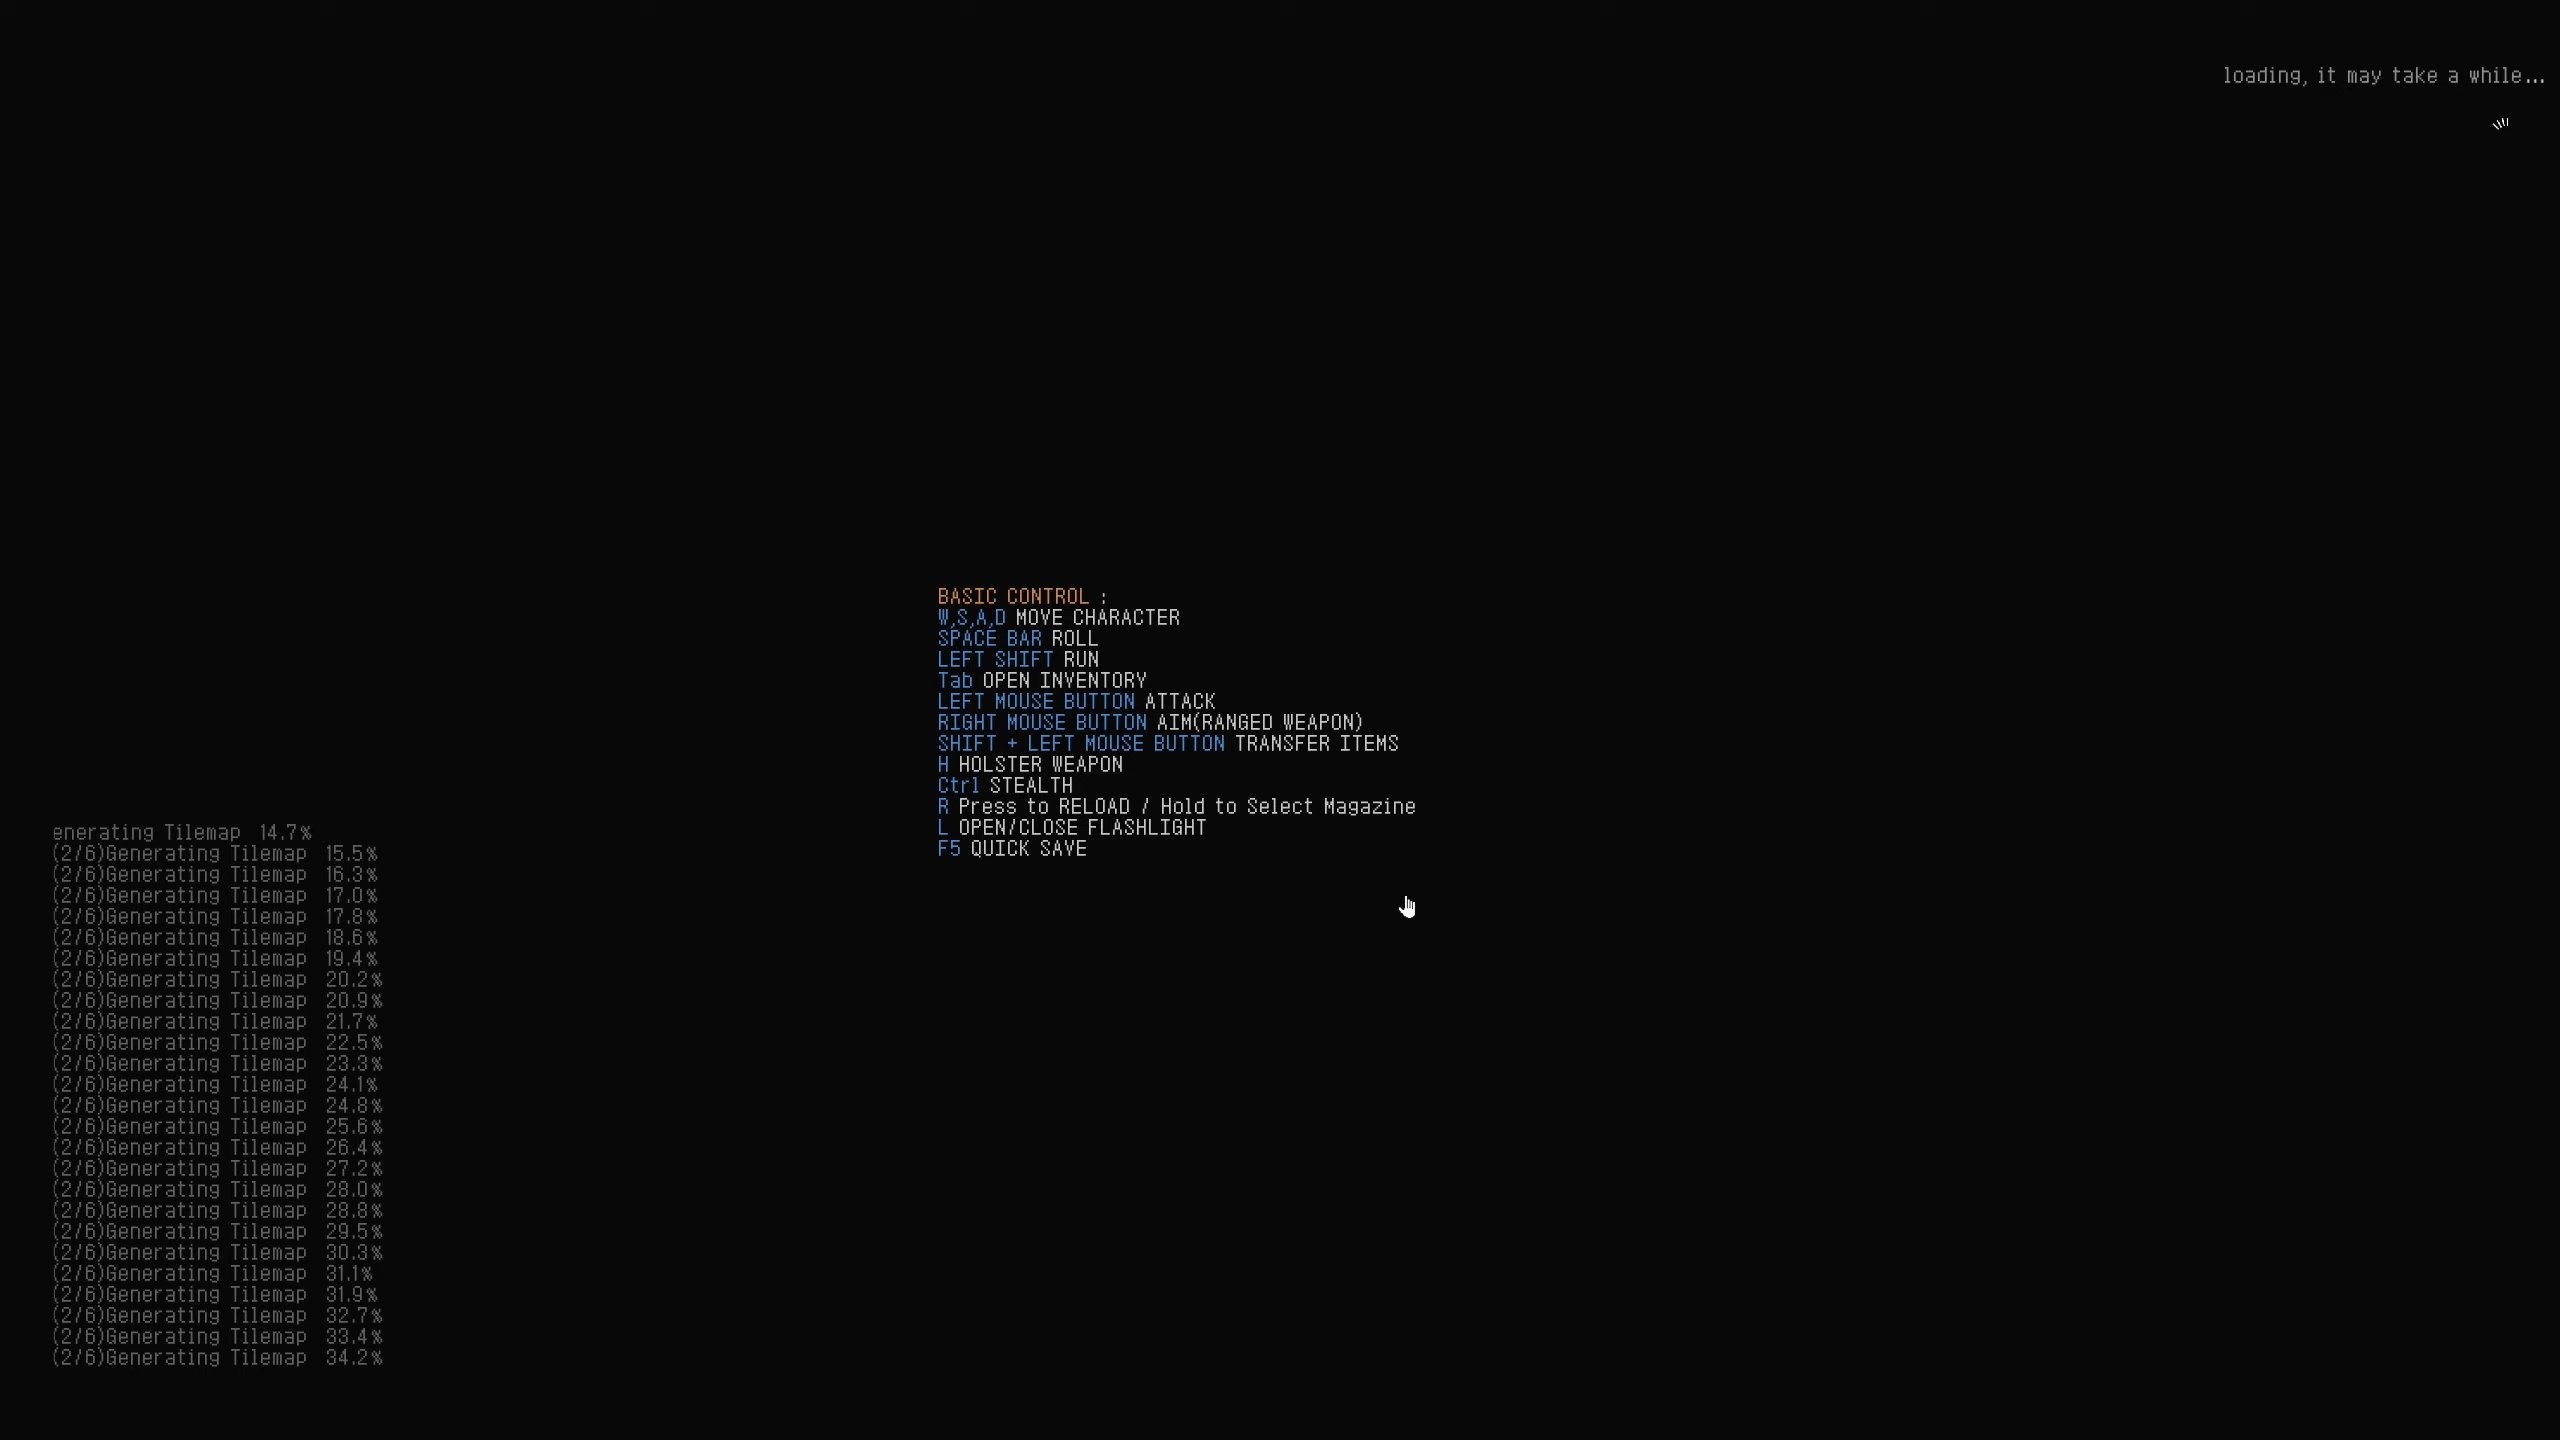 loading, it may take a while...
BASIC CONTROL :
W,S,A,D MOVE CHARACTER
SPACE BAR ROLL
LEFT SHIFT RUN
Tab OPEN INVENTORY
LEFT MOUSE BUTTON ATTACK
RIGHT MOUSE BUTTON AIM(RANGED WEAPON)
SHIFT + LEFT MOUSE BUTTON TRANSFER ITEMS
H HOLSTER WEAPON
Ctrl STEALTH
R Press to RELOAD / Hold to Select Magazine
L OPEN/CLOSE FLASHLIGHT
F5 QUICK SAVE
enerating Tilemap 14.7%
(2/6)Generating Tilemap 15.5%
(2/6)Generating Tilemap 16.3%
(2/6)Generating Tilemap 17.0%
(2/6)Generating Tilemap 17.8%
(2/6)Generating Tilemap 18.6%
(2/6)Generating Tilemap 19.4%
(2/6)Generating Tilemap 20.2%
(2/6)Generating Tilemap 20.9%
(2/6)Generating Tilemap 21.7%
(2/6)Generating Tilemap 22.5%
(2/6)Generating Tilemap 23.3%
(2/6)Generating Tilemap 24.1%
(2/6)Generating Tilemap 24.8%
(2/6)Generating Tilemap 25.6%
(2/6)Generating Tilemap 26.4%
(2/6)Generating Tilemap 27.2%
(2/6)Generating Tilemap 28.0%
(2/6)Generating Tilemap 28.8%
(2/6)Generating Tilemap 29.5%
(2/6)Generating Tilemap 30.3%
(2/6)Generating Tilemap 31.1%
(2/6)Generating Tilemap 31.9%
(2/6)Generating Tilemap 32.7%
(2/6)Generating Tilemap 33.4%
(2/6)Generating Tilemap 34.2%